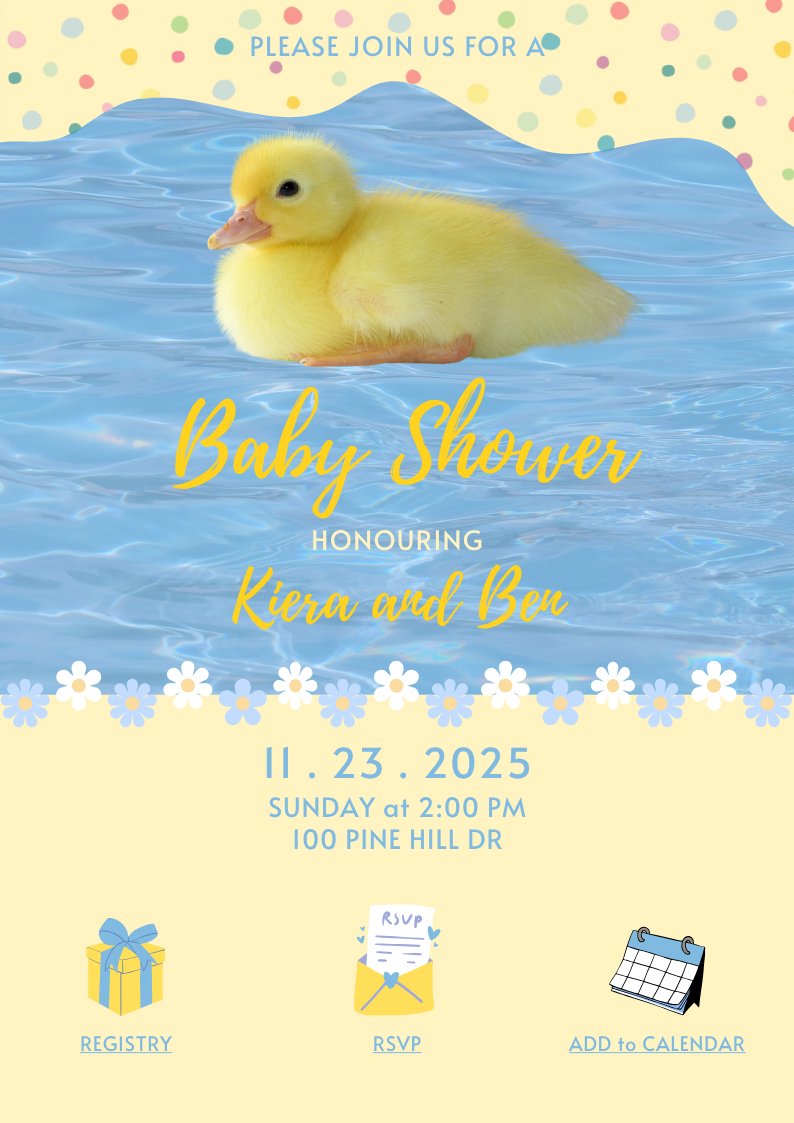 PLEASE JOIN US FOR A
Baby Shower
HONOURING
Kiera and Ben
11 . 23 . 2025
SUNDAY at 2:00 PM
100 PINE HILL DR
RSVP
REGISTRY
RSVP
ADD to CALENDAR